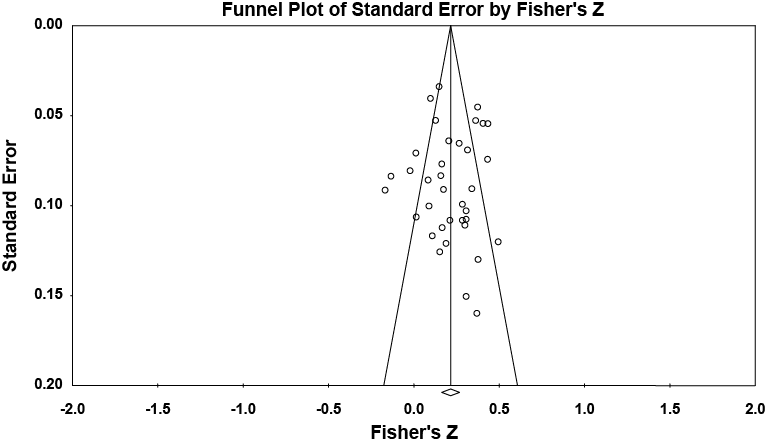 Funnel Plot of Standard Error by Fisher's Z
0.00
0.05
0.10
0.15
0.20
Standard Error
-2.0 -1.5 -1.0 -0.5 0.0 0.5 1.0 1.5 2.0
Fisher's Z